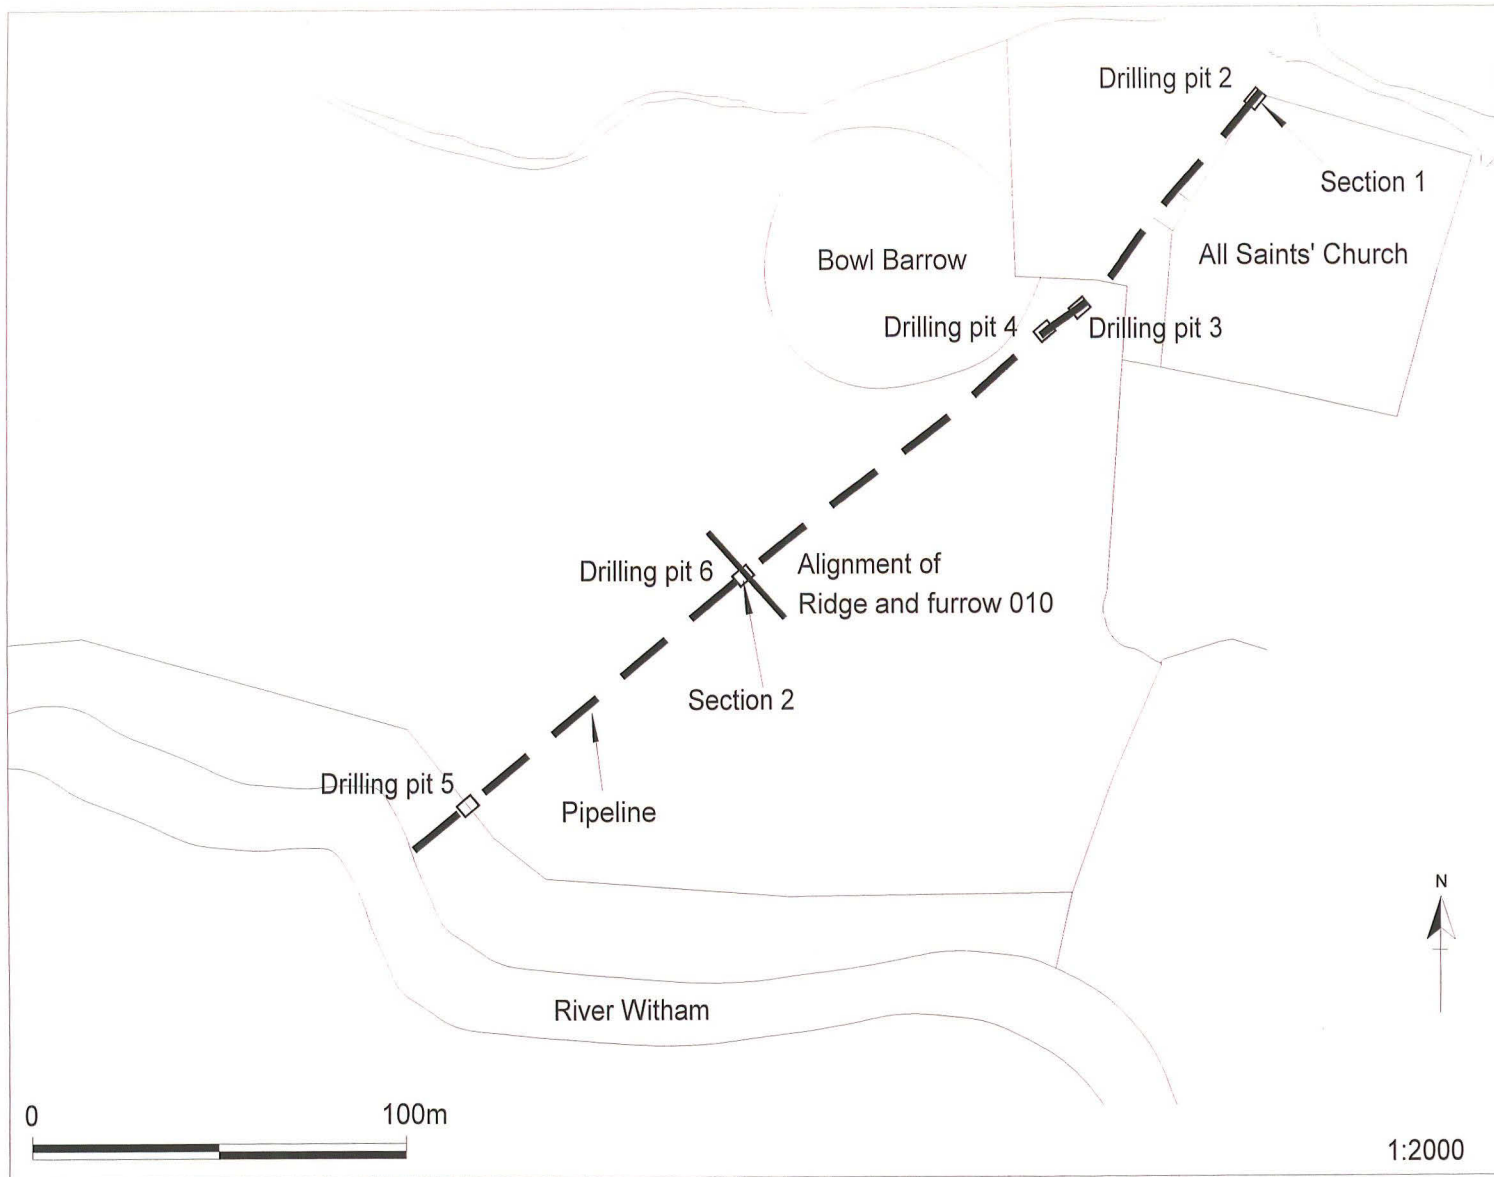 Drilling pit 2
Section 1
All Saints' Church
Bowl Barrow
Drilling pit 4
Drilling pit 3
Drilling pit 6
Alignment of
Ridge and furrow 010
Section 2
Drilling pit 5
Pipeline
N
River Witham
0
100m
1:2000